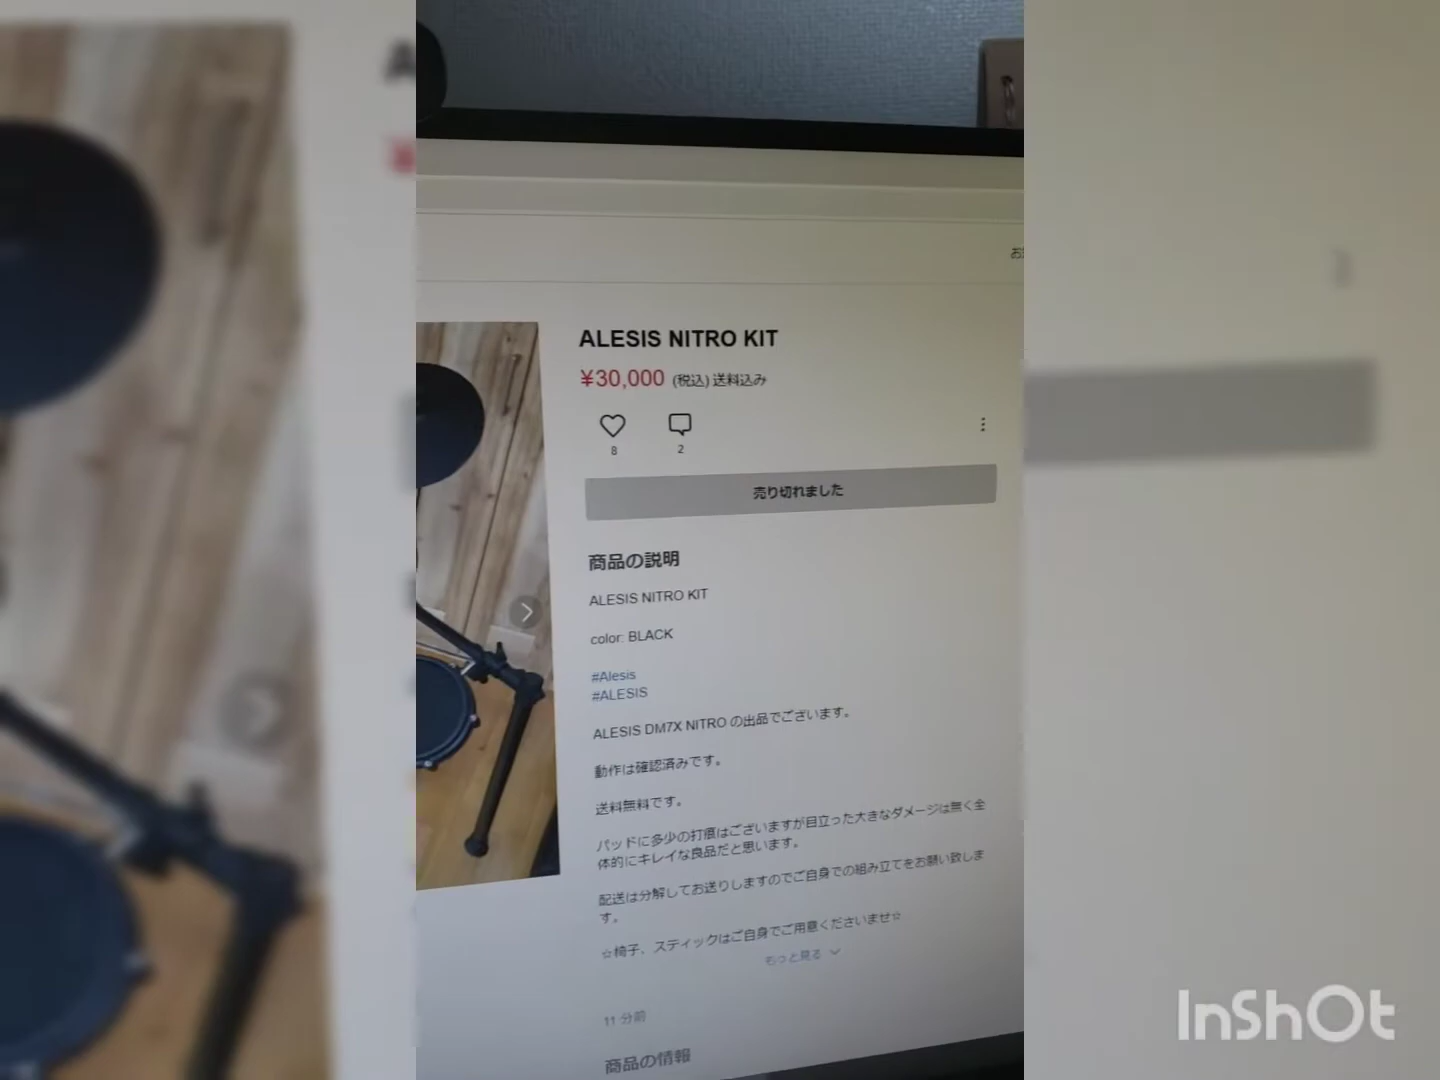 ALESIS NITRO KIT
¥30,000 (税込) 送料込み
8 2
売り切れました
商品の説明
ALESIS NITRO KIT
color: BLACK
#Alesis
#ALESIS
ALESIS DM7X NITRO の出品でございます。
動作は確認済みです。
送料無料です。
パッドに多少の打痕はございますが目立った大きなダメージは無く全
体的にキレイな良品だと思います。
配送は分解してお送りしますのでご自身での組み立てをお願い致しま
す。
☆椅子、スティックはご自身でご用意くださいませ☆
もっと見る
11 分前
商品の情報
InShOt